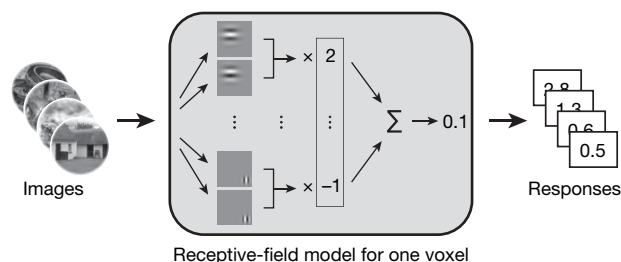 Images
× 2
× −1
Σ
0.1
2.8
1.3
0.6
0.5
Responses
Receptive-field model for one voxel